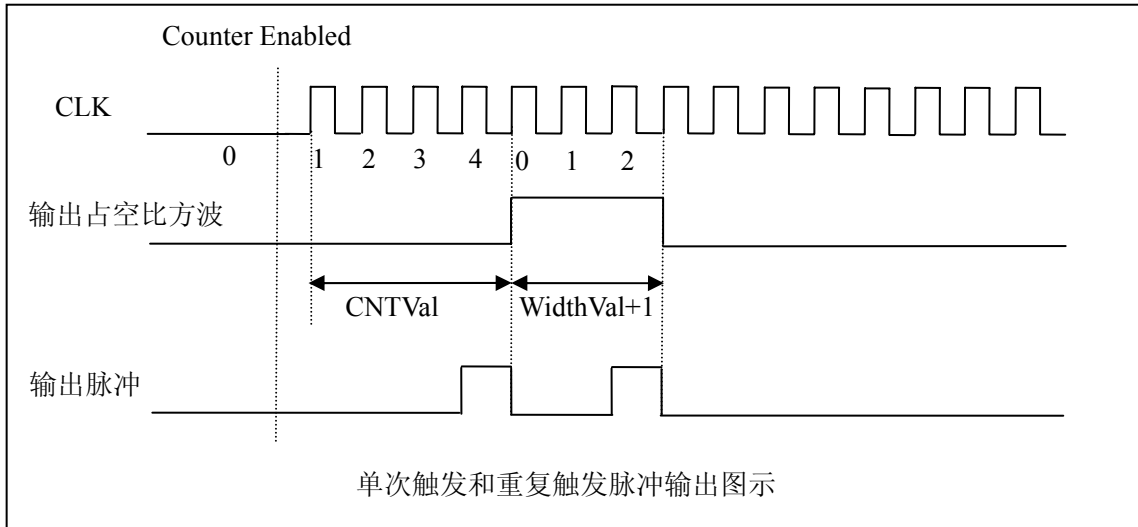 Counter Enabled
CLK
0 1 2 3 4 0 1 2
输出占空比方波
CNTVal WidthVal+1
输出脉冲
单次触发和重复触发脉冲输出图示